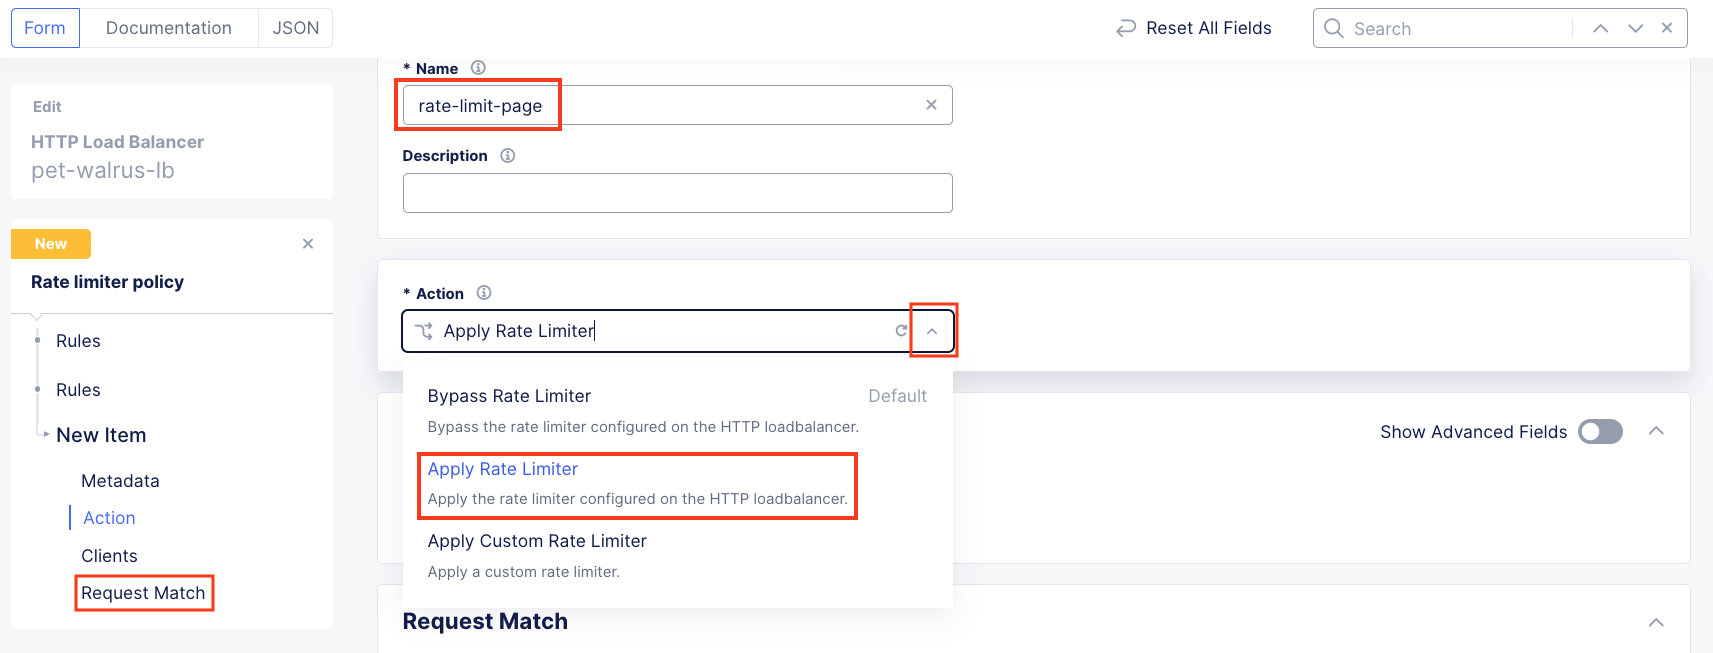 Form
Documentation
JSON
Reset All Fields
Search
Edit
HTTP Load Balancer
pet-walrus-lb
New
Rate limiter policy
Rules
Rules
New Item
Metadata
Action
Clients
Request Match
* Name
rate-limit-page
Description
* Action
Apply Rate Limiter
Bypass Rate Limiter Default
Bypass the rate limiter configured on the HTTP loadbalancer.
Apply Rate Limiter
Apply the rate limiter configured on the HTTP loadbalancer.
Apply Custom Rate Limiter
Apply a custom rate limiter.
Show Advanced Fields
Request Match